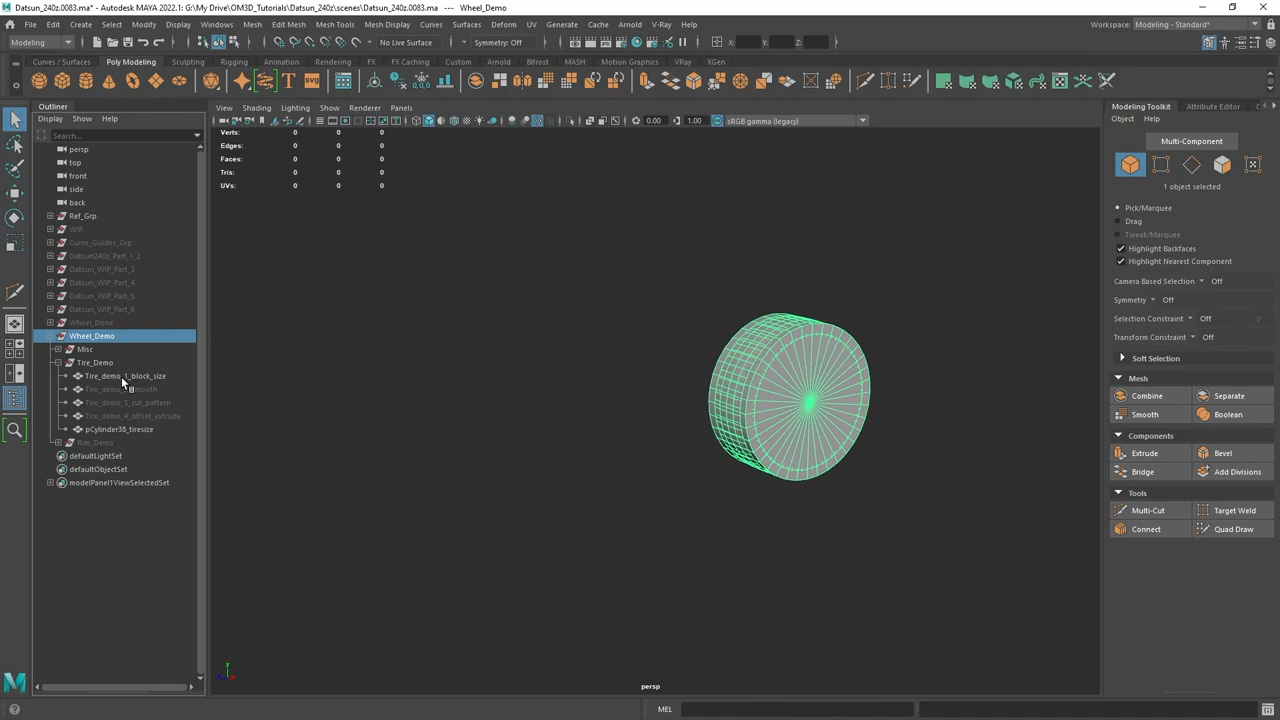 Datsun_240z.0083.ma* - Autodesk MAYA 2022.1: G:\My Drive\OM3D_Tutorials\Datsun_240z\scenes\Datsun_240z.0083.ma --- Wheel_Demo
File Edit Create Select Modify Display Windows Mesh Edit Mesh Mesh Tools Mesh Display Curves Surfaces Deform UV Generate Cache Arnold V-Ray Help
Workspace: Modeling - Standard*
Modeling No Live Surface Symmetry: Off X: Y: Z:
Curves / Surfaces Poly Modeling Sculpting Rigging Animation Rendering FX FX Caching Custom Arnold Bifrost MASH Motion Graphics VRay XGen
SVG
Outliner
Display Show Help
Search...
persp
top
front
side
back
Ref_Grp
WIP
Curve_Guides_Grp
Datsun240z_Part_1_2
Datsun_WIP_Part_3
Datsun_WIP_Part_4
Datsun_WIP_Part_5
Datsun_WIP_Part_6
Wheel_Done
Wheel_Demo
Misc
Tire_Demo
Tire_demo_1_block_size
Tire_demo_3_cut_pattern
Tire_demo_4_offset_extrude
pCylinder38_tiresize
Rim_Demo
defaultLightSet
defaultObjectSet
modelPanel1ViewSelectedSet
View Shading Lighting Show Renderer Panels
0.00 1.00 sRGB gamma (legacy)
Verts: 0 0 0
Edges: 0 0 0
Faces: 0 0 0
Tris: 0 0 0
UVs: 0 0 0
y
persp
Modeling Toolkit Attribute Editor
Object Help
Multi-Component
1 object selected
Pick/Marquee
Drag
Tweak/Marquee
Highlight Backfaces
Highlight Nearest Component
Camera Based Selection Off
Symmetry Off
Selection Constraint Off 0
Transform Constraint Off
Soft Selection
Mesh
Combine Separate
Smooth Boolean
Components
Extrude Bevel
Bridge Add Divisions
Tools
Multi-Cut Target Weld
Connect Quad Draw
MEL